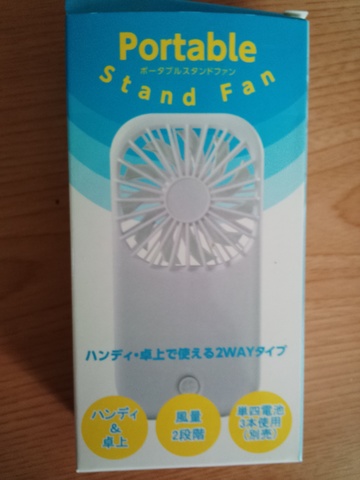 Portable
ポータブルスタンドファン
Stand Fan
ハンディ・卓上で使える2WAYタイプ
ハンディ
&
卓上
風量
2段階
単四電池
3本使用
(別売)